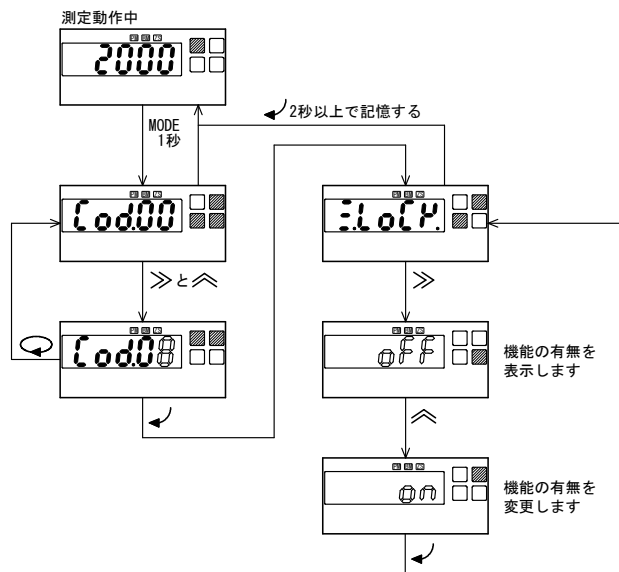 測定動作中
2000
MODE
1秒
2秒以上で記憶する
Cod.00
Ξ.LoCK.
≫と︽
≫
Cod.08
oFF
機能の有無を
表示します
︽
on
機能の有無を
変更します